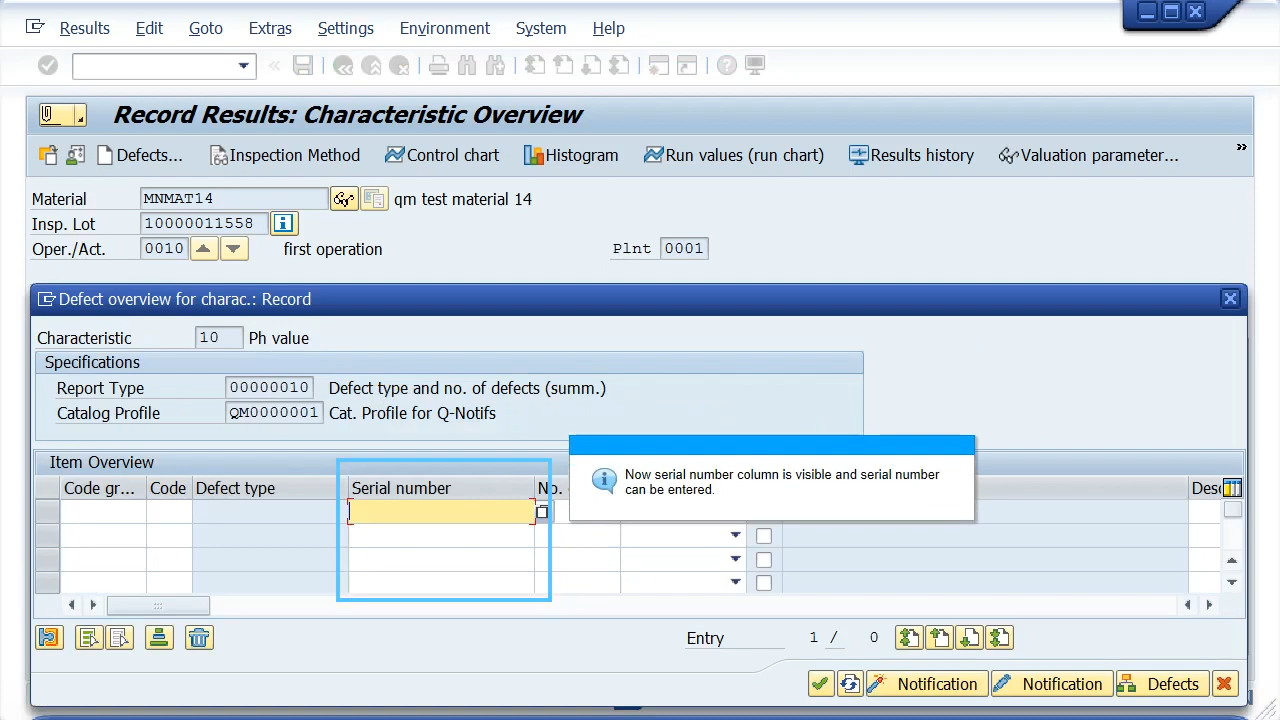 Results Edit Goto Extras Settings Environment System Help
Record Results: Characteristic Overview
Defects... Inspection Method Control chart Histogram Run values (run chart) Results history Valuation parameter... »
Material MNMAT14 qm test material 14
Insp. Lot 10000011558
Oper./Act. 0010 first operation Plnt 0001
Defect overview for charac.: Record
Characteristic 10 Ph value
Specifications
Report Type 00000010 Defect type and no. of defects (summ.)
Catalog Profile QM0000001 Cat. Profile for Q-Notifs
Item Overview
Code gr... Code Defect type Serial number No.
Now serial number column is visible and serial number
can be entered.
Entry 1 / 0
Notification Notification Defects